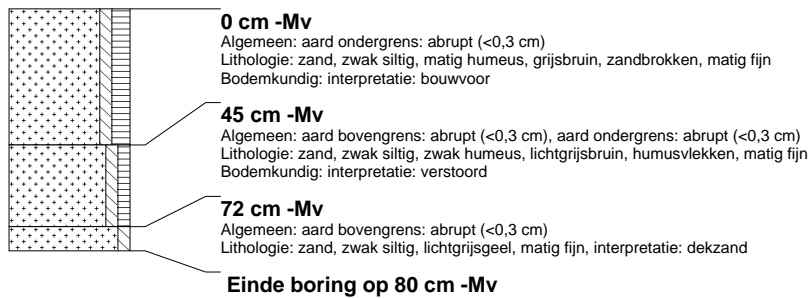 0 cm -Mv
Algemeen: aard ondergrens: abrupt (<0,3 cm)
Lithologie: zand, zwak siltig, matig humeus, grijsbruin, zandbrokken, matig fijn
Bodemkundig: interpretatie: bouwvoor
45 cm -Mv
Algemeen: aard bovengrens: abrupt (<0,3 cm), aard ondergrens: abrupt (<0,3 cm)
Lithologie: zand, zwak siltig, zwak humeus, lichtgrijsbruin, humusvlekken, matig fijn
Bodemkundig: interpretatie: verstoord
72 cm -Mv
Algemeen: aard bovengrens: abrupt (<0,3 cm)
Lithologie: zand, zwak siltig, lichtgrijsgeel, matig fijn, interpretatie: dekzand
Einde boring op 80 cm -Mv